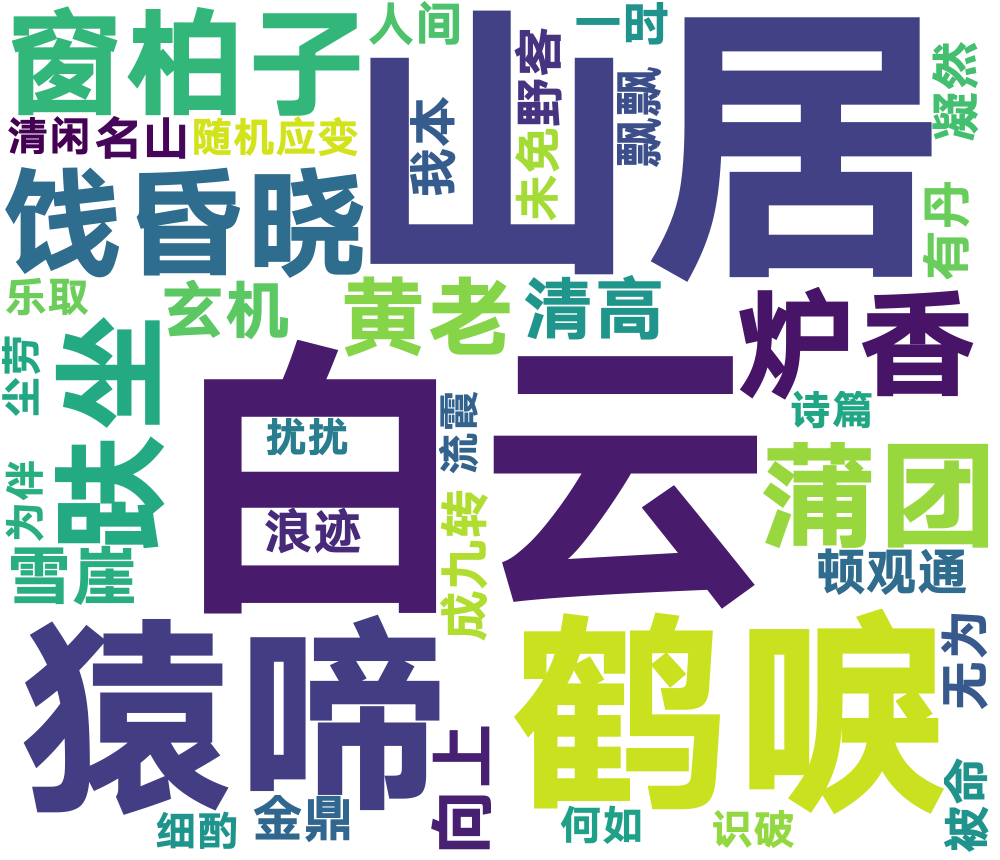 窗柏子
人间
山居
一时
野客
飘飘
凝然
清闲
名山
随机应变
我本
未免
饯昏晓
有丹
乐取
玄机
黄老
清高
炉香
尘劳
趺坐
白云
扰扰
流霞
诗篇
蒲团
为伴
浪迹
成九转
雪崖
顿观通
猿啼
鹤唳
无为
向上
细酌
金鼎
何如
识破
被命